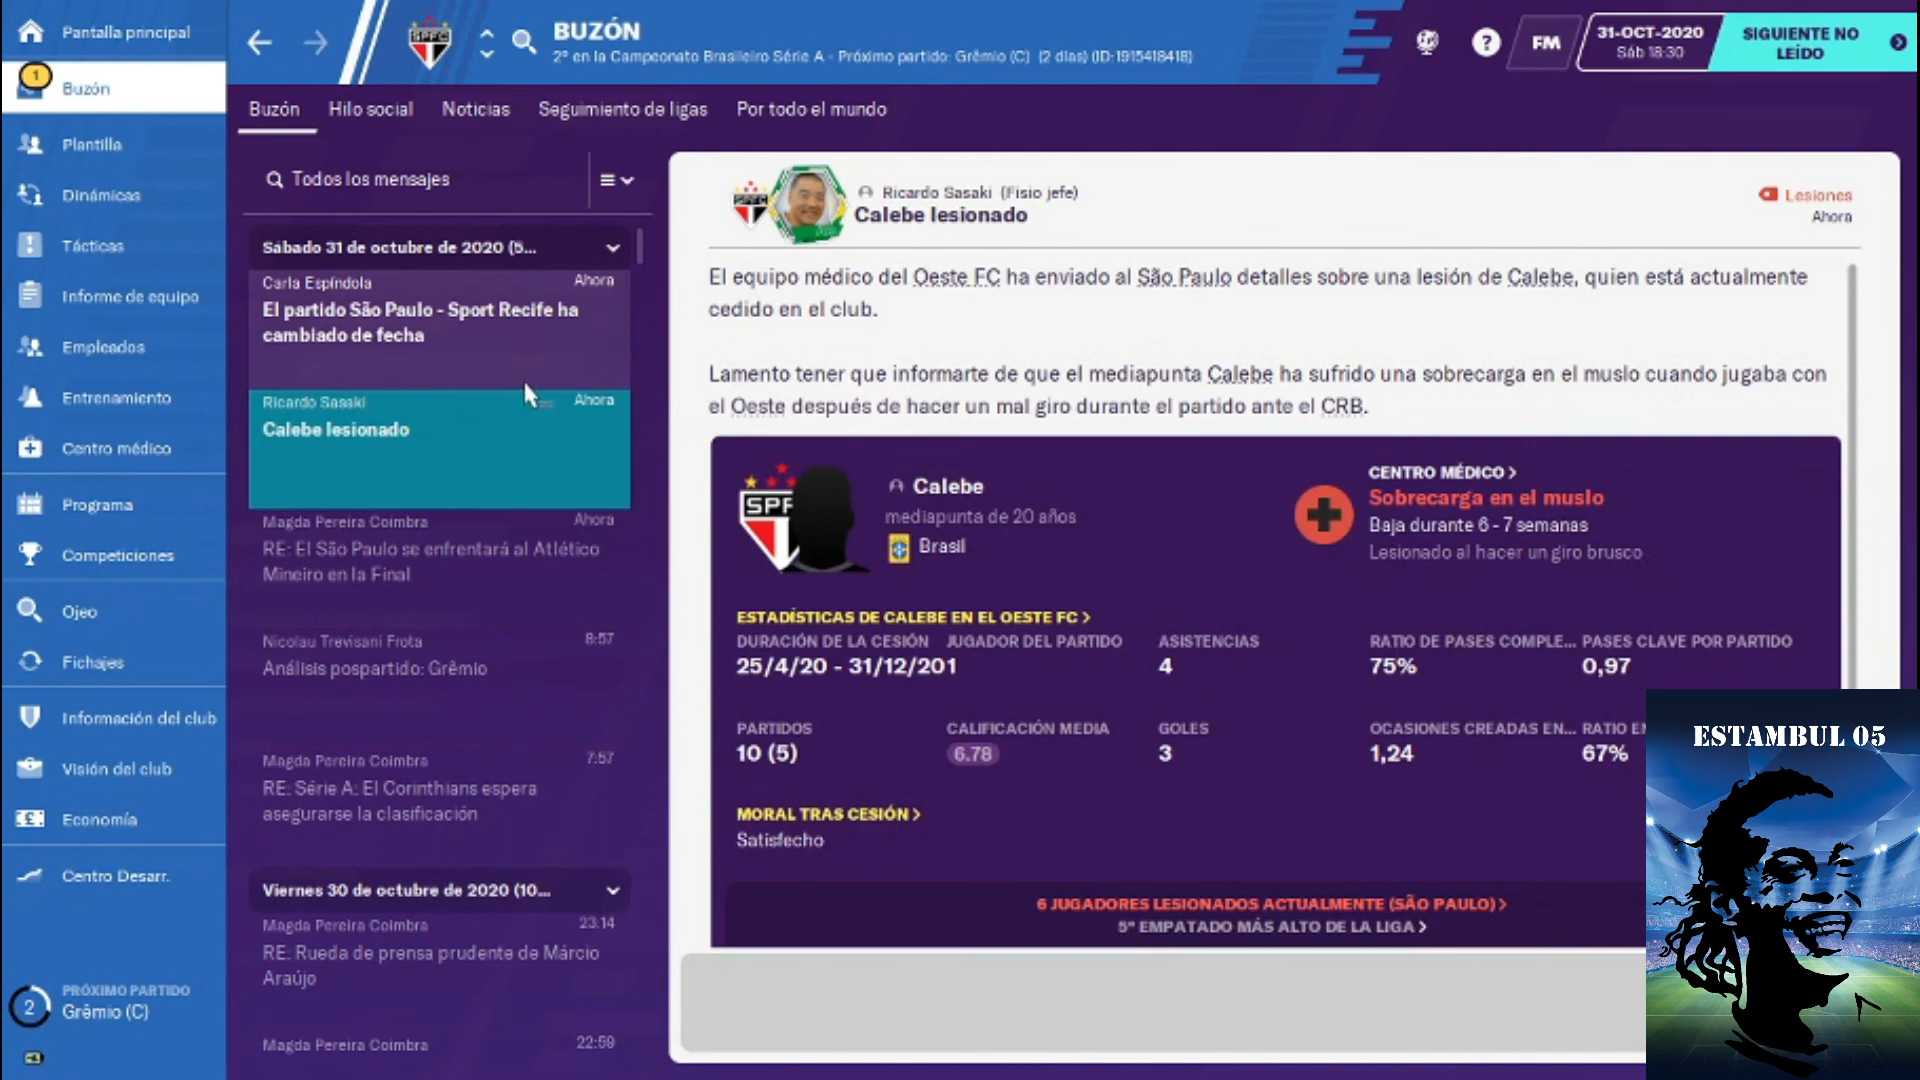 Pantalla principal
1
Buzón
Plantilla
Dinámicas
Tácticas
Informe de equipo
Empleados
Entrenamiento
Centro médico
Programa
Competiciones
Ojeo
Fichajes
Información del club
Visión del club
Economía
Centro Desarr.
PRÓXIMO PARTIDO
2
Grêmio (C)
SPFC
BUZÓN
2º en la Campeonato Brasileiro Série A - Próximo partido: Grêmio (C) (2 días) (ID:1915418418)
?
FM
31-OCT-2020
Sáb 18:30
SIGUIENTE NO
LEÍDO
Buzón Hilo social Noticias Seguimiento de ligas Por todo el mundo
Todos los mensajes
Sábado 31 de octubre de 2020 (5...
Carla Espíndola Ahora
El partido São Paulo - Sport Recife ha
cambiado de fecha
Ricardo Sasaki Ahora
Calebe lesionado
Magda Pereira Coimbra Ahora
RE: El São Paulo se enfrentará al Atlético
Mineiro en la Final
Nicolau Trevisani Frota 8:57
Análisis pospartido: Grêmio
Magda Pereira Coimbra 7:57
RE: Série A: El Corinthians espera
asegurarse la clasificación
Viernes 30 de octubre de 2020 (10...
Magda Pereira Coimbra 23:14
RE: Rueda de prensa prudente de Márcio
Araújo
Magda Pereira Coimbra 22:59
SPFC
Ricardo Sasaki (Fisio jefe)
Calebe lesionado
Lesiones
Ahora
El equipo médico del Oeste FC ha enviado al São Paulo detalles sobre una lesión de Calebe, quien está actualmente
cedido en el club.
Lamento tener que informarte de que el mediapunta Calebe ha sufrido una sobrecarga en el muslo cuando jugaba con
el Oeste después de hacer un mal giro durante el partido ante el CRB.
SPF
Calebe
mediapunta de 20 años
Brasil
CENTRO MÉDICO >
Sobrecarga en el muslo
Baja durante 6 - 7 semanas
Lesionado al hacer un giro brusco
ESTADÍSTICAS DE CALEBE EN EL OESTE FC >
DURACIÓN DE LA CESIÓN JUGADOR DEL PARTIDO ASISTENCIAS RATIO DE PASES COMPLE... PASES CLAVE POR PARTIDO
25/4/20 - 31/12/201 4 75% 0,97
PARTIDOS CALIFICACIÓN MEDIA GOLES OCASIONES CREADAS EN... RATIO EN
10 (5) 6.78 3 1,24 67%
MORAL TRAS CESIÓN >
Satisfecho
6 JUGADORES LESIONADOS ACTUALMENTE (SÃO PAULO) >
5º EMPATADO MÁS ALTO DE LA LIGA >
ESTAMBUL 05